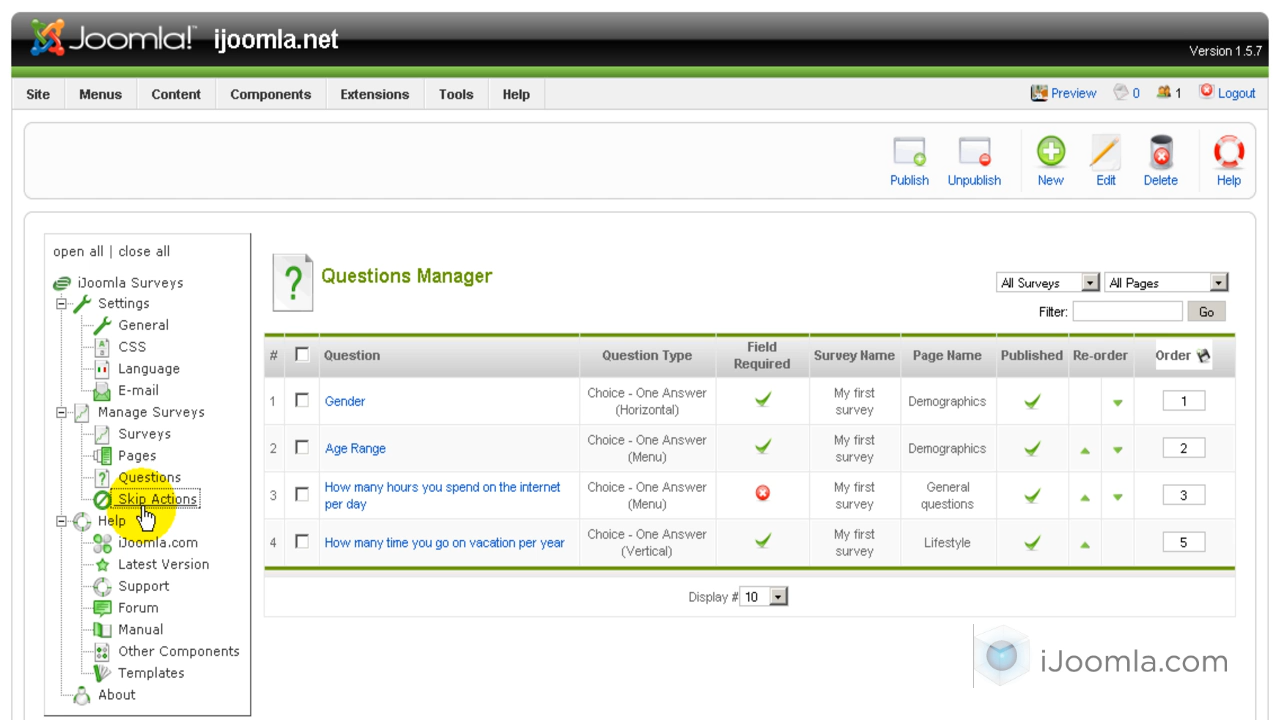 Joomla! ijoomla.net
Version 1.5.7
Site Menus Content Components Extensions Tools Help Preview 0 1 Logout
Publish Unpublish New Edit Delete Help
open all | close all
iJoomla Surveys
Settings
General
CSS
Language
E-mail
Manage Surveys
Surveys
Pages
Questions
Skip Actions
Help
iJoomla.com
Latest Version
Support
Forum
Manual
Other Components
Templates
About
Questions Manager
All Surveys All Pages
Filter: Go
# Question Question Type Field Required Survey Name Page Name Published Re-order Order
1 Gender Choice - One Answer (Horizontal) My first survey Demographics 1
2 Age Range Choice - One Answer (Menu) My first survey Demographics 2
3 How many hours you spend on the internet per day Choice - One Answer (Menu) My first survey General questions 3
4 How many time you go on vacation per year Choice - One Answer (Vertical) My first survey Lifestyle 5
Display # 10
iJoomla.com